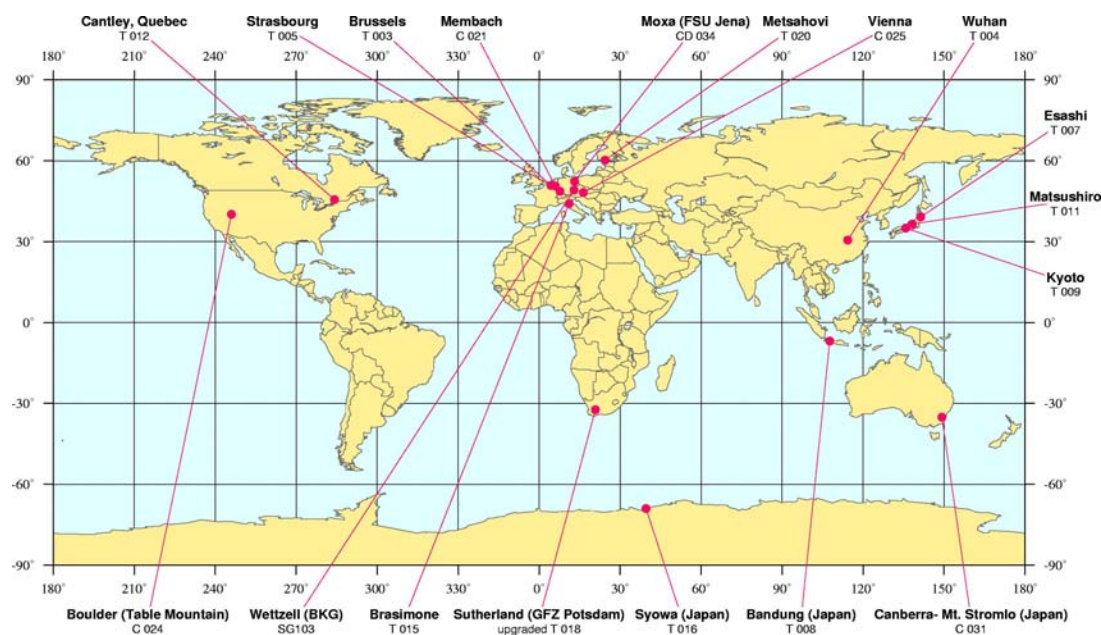 Cantley, Quebec
T 012
Strasbourg
T 005
Brussels
T 003
Membach
C 021
Moxa (FSU Jena)
CD 034
Metsahovi
T 020
Vienna
C 025
Wuhan
T 004
180˚ 210˚ 240˚ 270˚ 300˚ 330˚ 0˚ 30˚ 60˚ 90˚ 120˚ 150˚ 180˚
90˚ 90˚
Esashi
T 007
60˚ 60˚
Matsushiro
T 011
30˚ 30˚
Kyoto
T 009
0˚ 0˚
-30˚ -30˚
-60˚ -60˚
-90˚ -90˚
180˚ 210˚ 240˚ 270˚ 300˚ 330˚ 0˚ 30˚ 60˚ 90˚ 120˚ 150˚ 180˚
Boulder (Table Mountain)
C 024
Wettzell (BKG)
SG103
Brasimone
T 015
Sutherland (GFZ Potsdam)
upgraded T 018
Syowa (Japan)
T 016
Bandung (Japan)
T 008
Canberra- Mt. Stromlo (Japan)
C 031